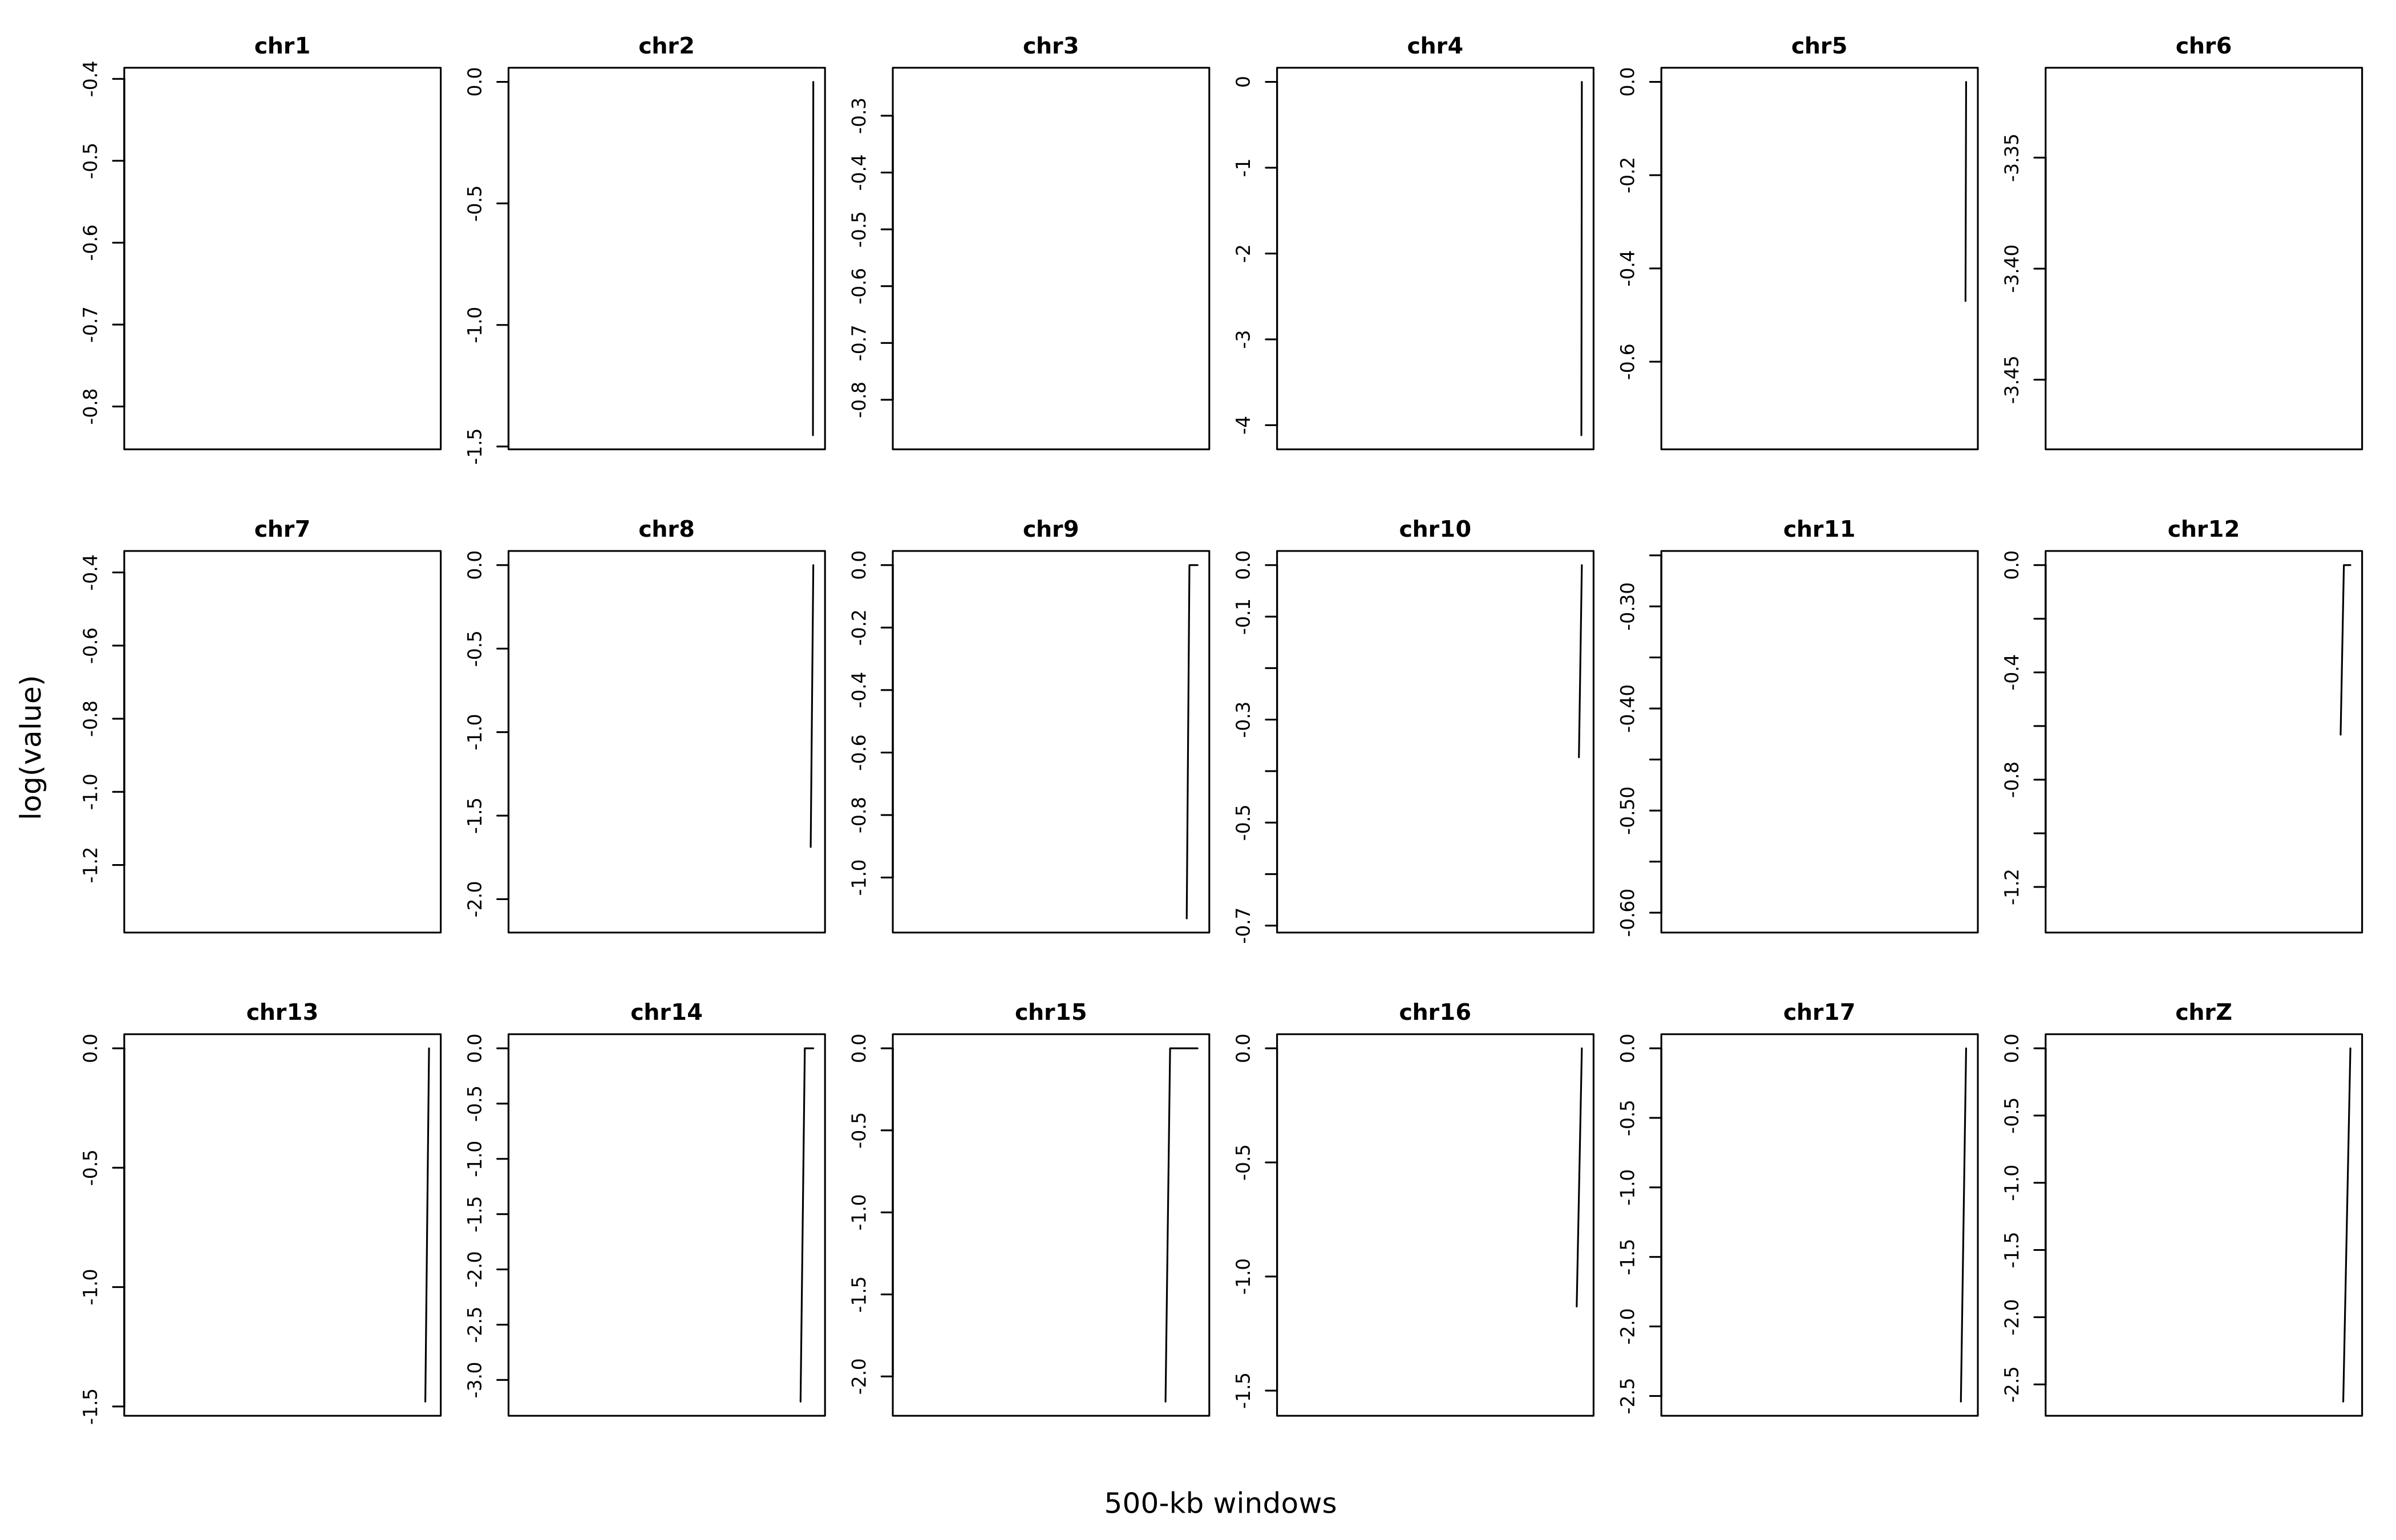 chr1 chr2 chr3 chr4 chr5 chr6
-0.4 -0.5 -0.6 -0.7 -0.8
0.0 -0.5 -1.0 -1.5
-0.3 -0.4 -0.5 -0.6 -0.7 -0.8
0 -1 -2 -3 -4
0.0 -0.2 -0.4 -0.6
-3.35 -3.40 -3.45
chr7 chr8 chr9 chr10 chr11 chr12
-0.4 -0.6 -0.8 -1.0 -1.2
0.0 -0.5 -1.0 -1.5 -2.0
0.0 -0.2 -0.4 -0.6 -0.8 -1.0
0.0 -0.1 -0.3 -0.5 -0.7
-0.30 -0.40 -0.50 -0.60
0.0 -0.4 -0.8 -1.2
log(value)
chr13 chr14 chr15 chr16 chr17 chrZ
0.0 -0.5 -1.0 -1.5
0.0 -0.5 -1.0 -1.5 -2.0 -2.5 -3.0
0.0 -0.5 -1.0 -1.5 -2.0
0.0 -0.5 -1.0 -1.5
0.0 -0.5 -1.0 -1.5 -2.0 -2.5
0.0 -0.5 -1.0 -1.5 -2.0 -2.5
500-kb windows